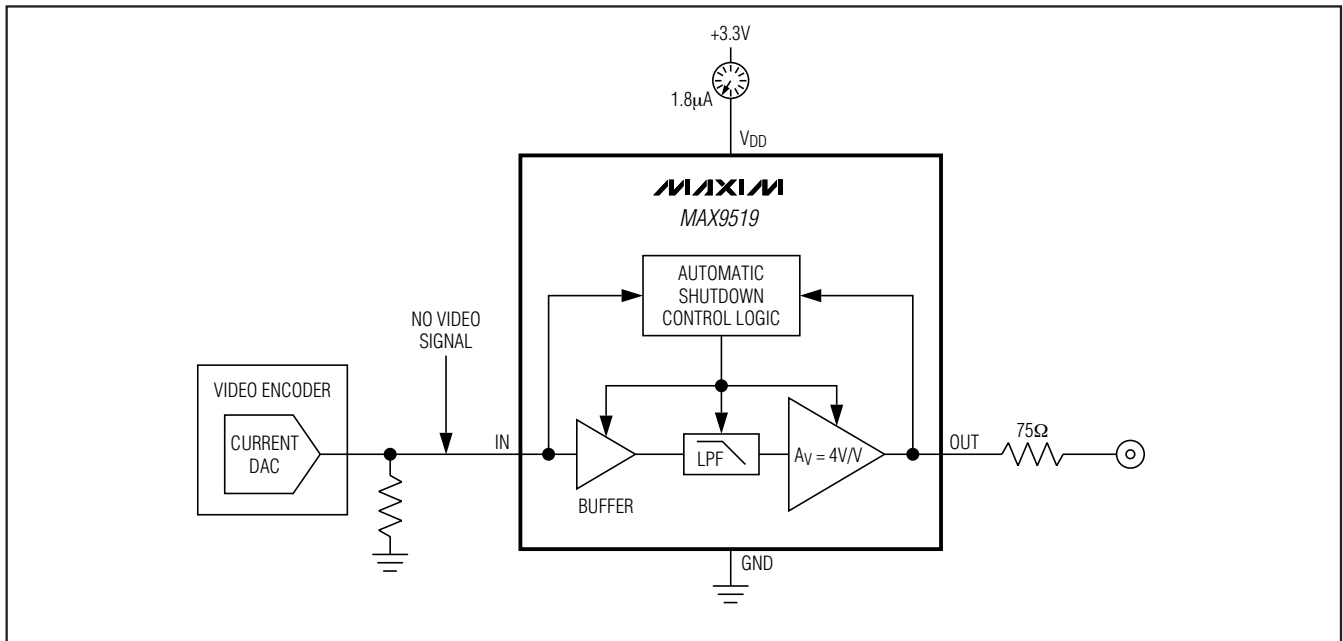 +3.3V
1.8μA
VDD
MAXIM
MAX9519
AUTOMATIC
SHUTDOWN
CONTROL LOGIC
NO VIDEO
SIGNAL
VIDEO ENCODER
CURRENT
DAC
IN
BUFFER
LPF
AV = 4V/V
OUT
75Ω
GND